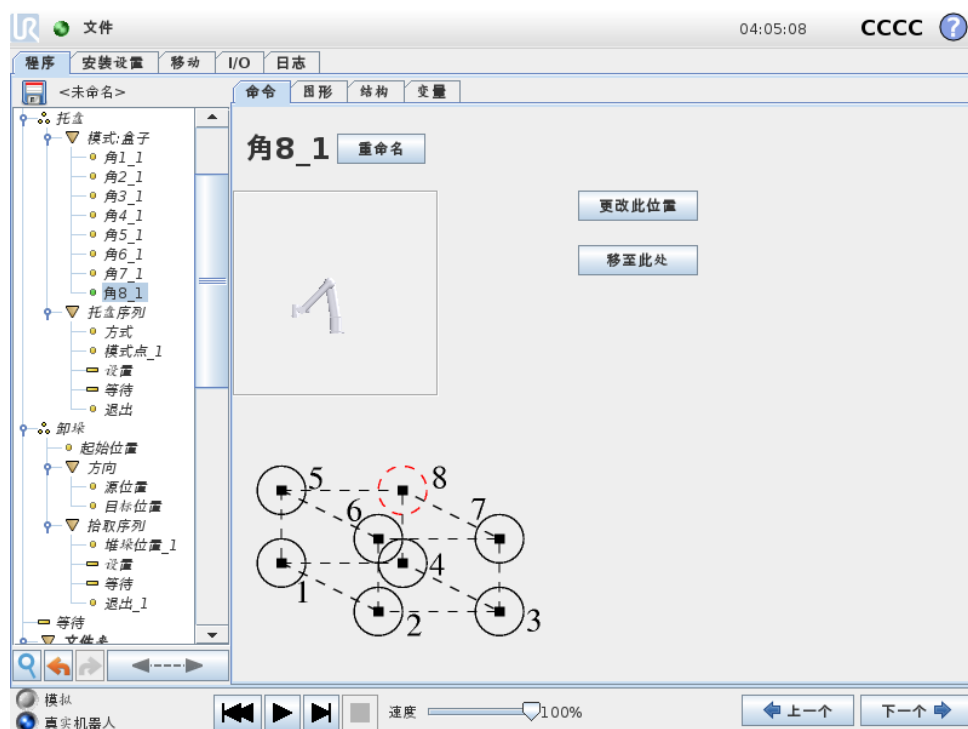 UR 文件 04:05:08 CCCC ?
程序 安装设置 移动 I/O 日志
<未命名>
命令 图形 结构 变量
托盘
模式:盒子
角1_1
角2_1
角3_1
角4_1
角5_1
角6_1
角7_1
角8_1
托盘序列
方式
模式点_1
设置
等待
退出
卸垛
起始位置
方向
源位置
目标位置
拾取序列
堆垛位置_1
设置
等待
退出_1
等待
文件夹
角8_1 重命名
更改此位置
移至此处
5 8
6 7
1 4
2 3
模拟
真实机器人
速度 100%
上一个 下一个